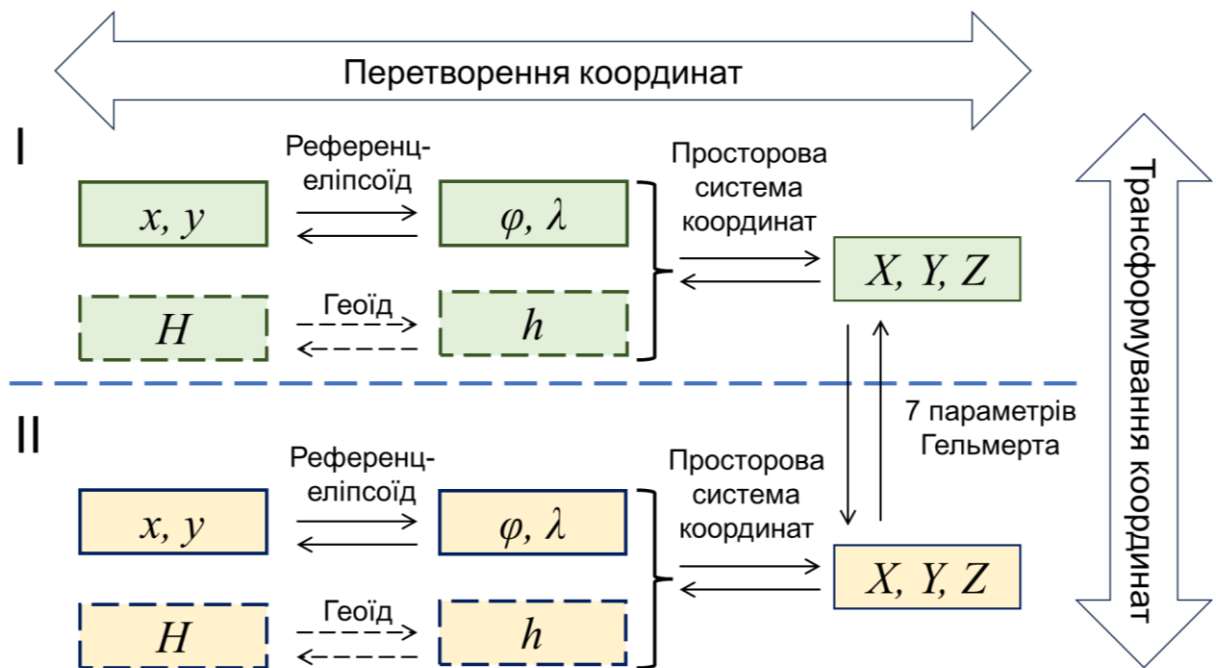 Перетворення координат
I
Референц-
еліпсоїд
x, y
φ, λ
Геоїд
H
h
Просторова
система
координат
X, Y, Z
7 параметрів
Гельмерта
Трансформування координат
II
Референц-
еліпсоїд
x, y
φ, λ
Геоїд
H
h
Просторова
система
координат
X, Y, Z